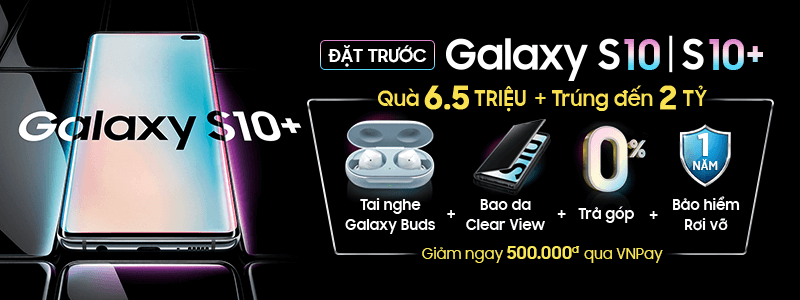 Galaxy S10+
ĐẶT TRƯỚC Galaxy S10 | S10+
Quà 6.5 TRIỆU + Trúng đến 2 TỶ
S10
0%
1
NĂM
Tai nghe
Galaxy Buds
+
Bao da
Clear View
+
Trả góp
+
Bảo hiểm
Rơi vỡ
Giảm ngay 500.000đ qua VNPay